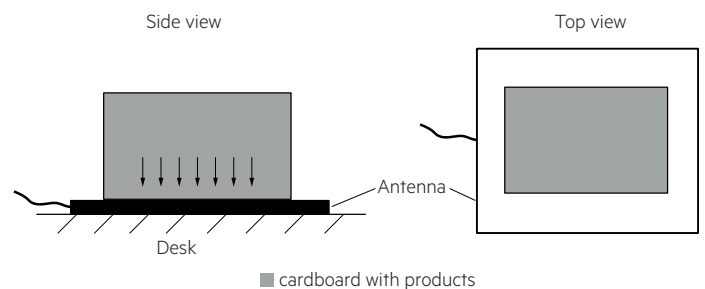 Side view
Top view
Antenna
Desk
cardboard with products